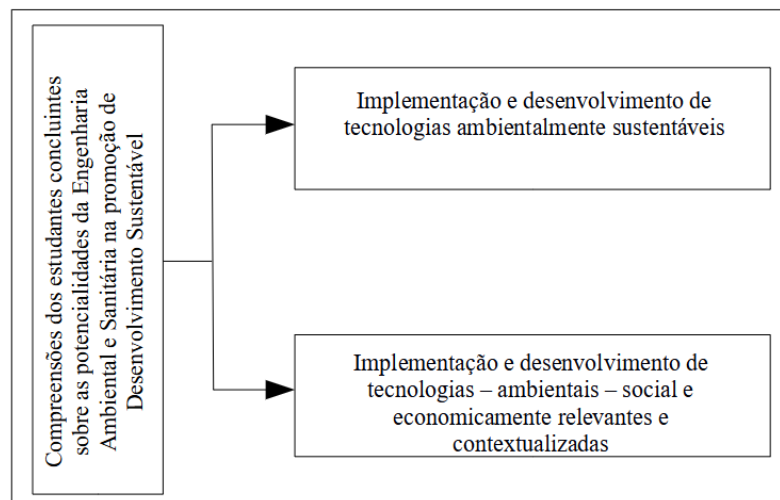 Compreensões dos estudantes concluintes
sobre as potencialidades da Engenharia
Ambiental e Sanitária na promoção de
Desenvolvimento Sustentável
Implementação e desenvolvimento de
tecnologias ambientalmente sustentáveis
Implementação e desenvolvimento de
tecnologias – ambientais – social e
economicamente relevantes e
contextualizadas